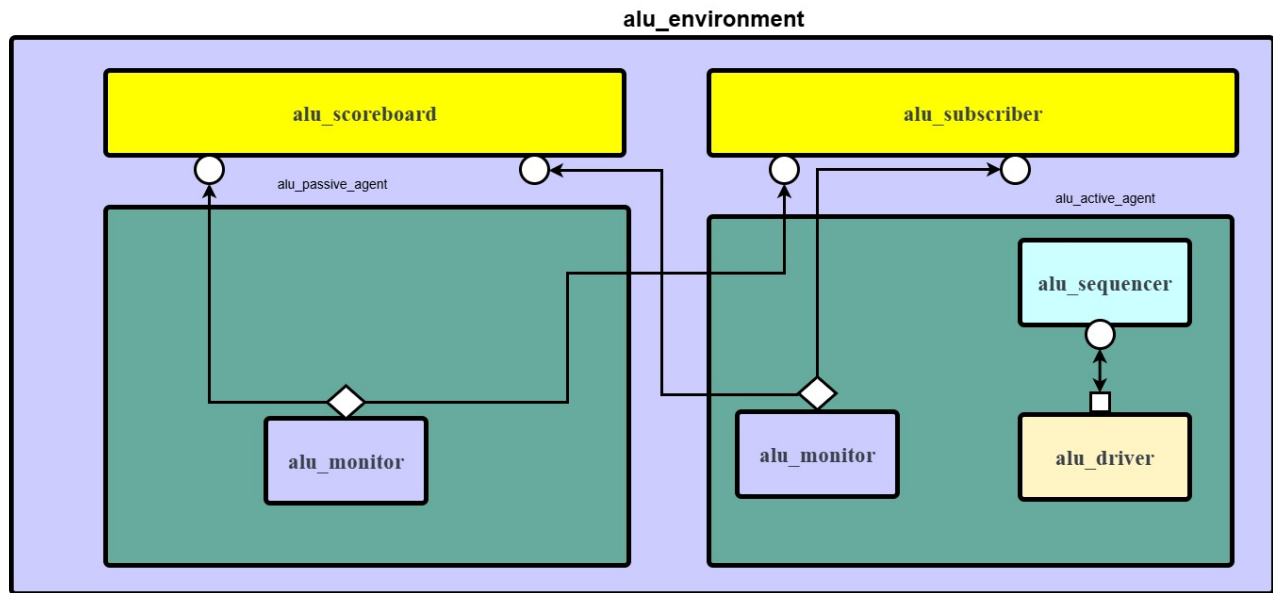 alu_environment
alu_scoreboard
alu_subscriber
alu_passive_agent
alu_active_agent
alu_sequencer
alu_monitor
alu_monitor
alu_driver